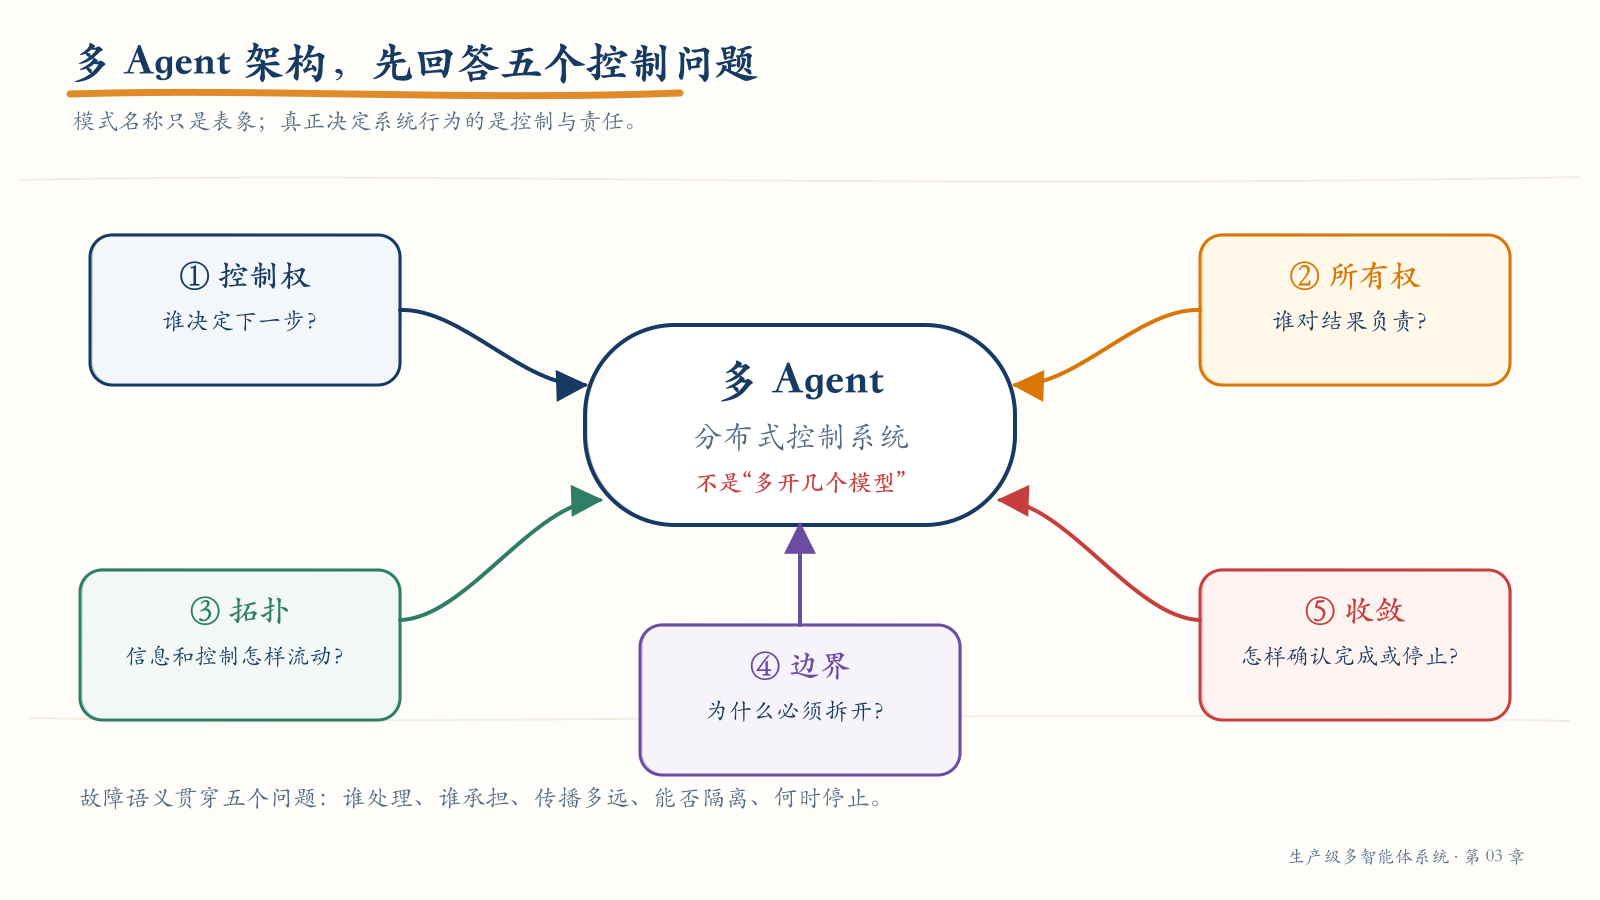 多 Agent 架构，先回答五个控制问题
模式名称只是表象；真正决定系统行为的是控制与责任。
① 控制权
谁决定下一步？
② 所有权
谁对结果负责？
多 Agent
分布式控制系统
不是“多开几个模型”
③ 拓扑
信息和控制怎样流动？
④ 边界
为什么必须拆开？
⑤ 收敛
怎样确认完成或停止？
故障语义贯穿五个问题：谁处理、谁承担、传播多远、能否隔离、何时停止。
生产级多智能体系统 · 第 03 章